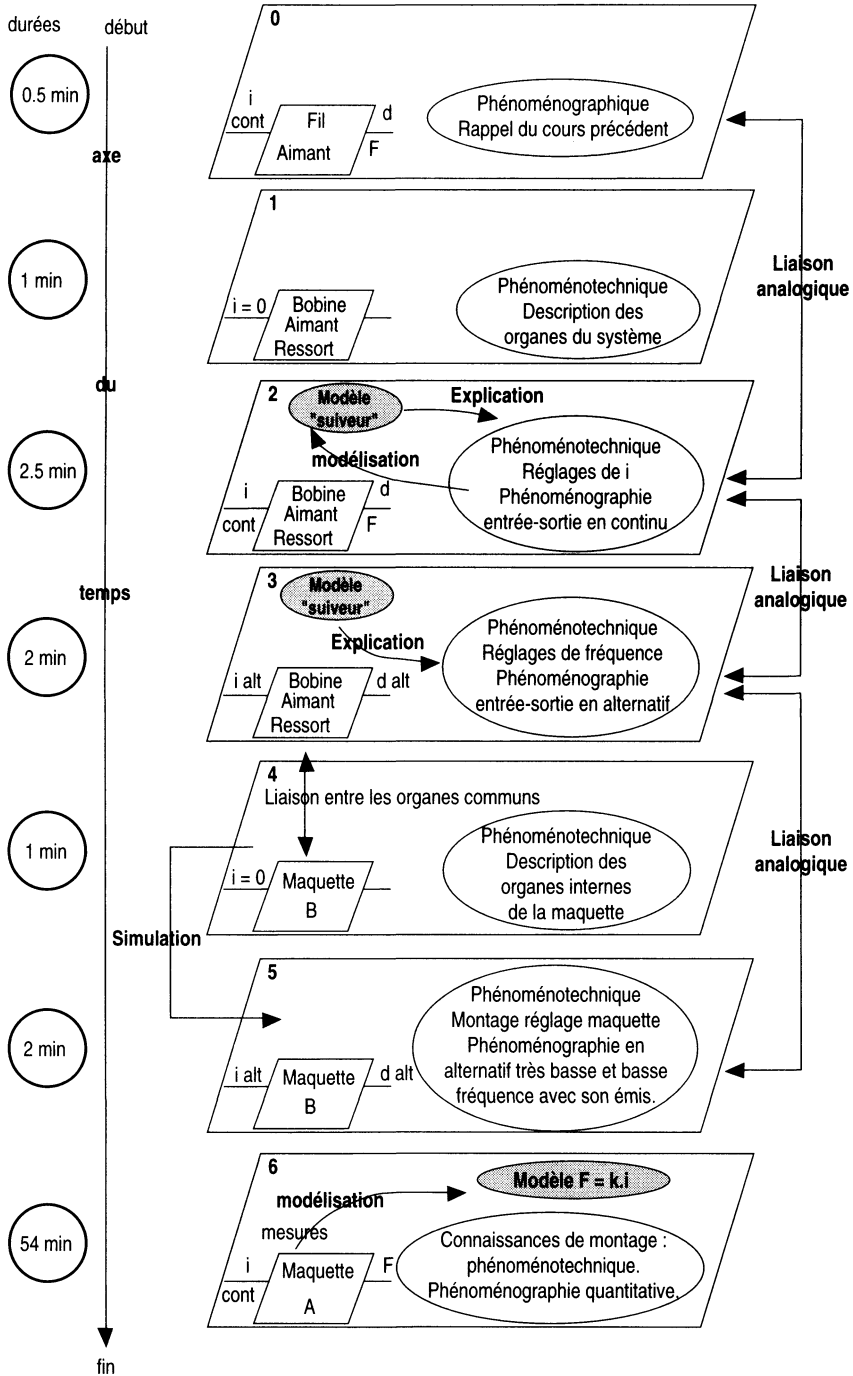 durées
début
0
0.5 min
i
cont
Fil
Aimant
d
F
Phénoménographique
Rappel du cours précédent
axe
1
1 min
i = 0
Bobine
Aimant
Ressort
Phénoménotechnique
Description des
organes du système
Liaison
analogique
du
2
Modèle
"suiveur"
Explication
modélisation
2.5 min
i
cont
Bobine
Aimant
Ressort
d
F
Phénoménotechnique
Réglages de i
Phénoménographie
entrée-sortie en continu
temps
3
Modèle
"suiveur"
Explication
2 min
i alt
Bobine
Aimant
Ressort
d alt
Phénoménotechnique
Réglages de fréquence
Phénoménographie
entrée-sortie en alternatif
Liaison
analogique
4
Liaison entre les organes communs
1 min
i = 0
Maquette
B
Phénoménotechnique
Description des
organes internes
de la maquette
Liaison
analogique
Simulation
5
2 min
i alt
Maquette
B
d alt
Phénoménotechnique
Montage réglage maquette
Phénoménographie en
alternatif très basse et basse
fréquence avec son émis.
6
modélisation
mesures
Modèle F = k.i
54 min
i
cont
Maquette
A
F
Connaissances de montage :
phénoménotechnique.
Phénoménographie quantitative.
fin